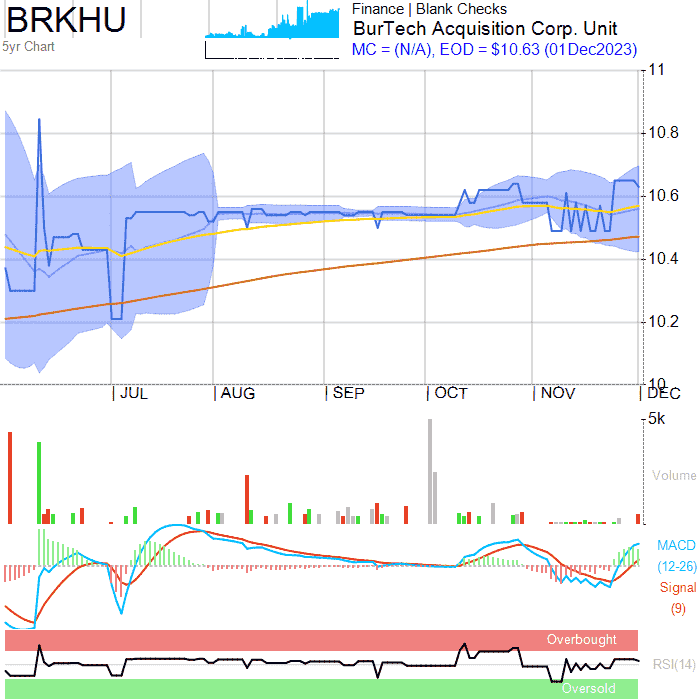 BRKHU
5yr Chart
Finance | Blank Checks
BurTech Acquisition Corp. Unit
MC = (N/A), EOD = $10.63 (01Dec2023)
11
10.8
10.6
10.4
10.2
10
JUL
AUG
SEP
OCT
NOV
DEC
5k
Volume
MACD
(12-26)
Signal
(9)
Overbought
RSI(14)
Oversold